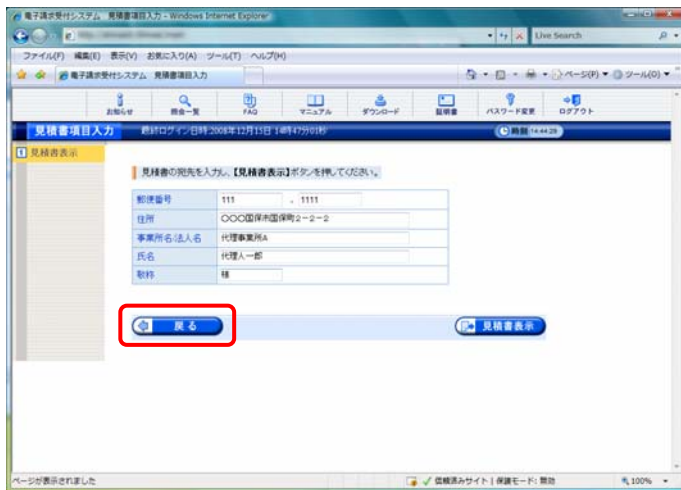 電子請求受付システム 見積書項目入力 - Windows Internet Explorer
Live Search
ファイル(F) 編集(E) 表示(V) お気に入り(A) ツール(T) ヘルプ(H)
電子請求受付システム 見積書項目入力
ページ(P) ツール(O)
お知らせ 照会一覧 FAQ マニュアル ダウンロード 証明書 パスワード変更 ログアウト
見積書項目入力 最終ログイン日時:2008年12月15日 14時47分01秒 時刻 14:44:29
1 見積書表示
見積書の宛先を入力し、【見積書表示】ボタンを押してください。
郵便番号 111 - 1111
住所 〇〇〇国保市国保町2-2-2
事業所名/法人名 代理事業所A
氏名 代理人一郎
敬称 様
戻る 見積書表示
ページが表示されました 信頼済みサイト | 保護モード: 無効 100%